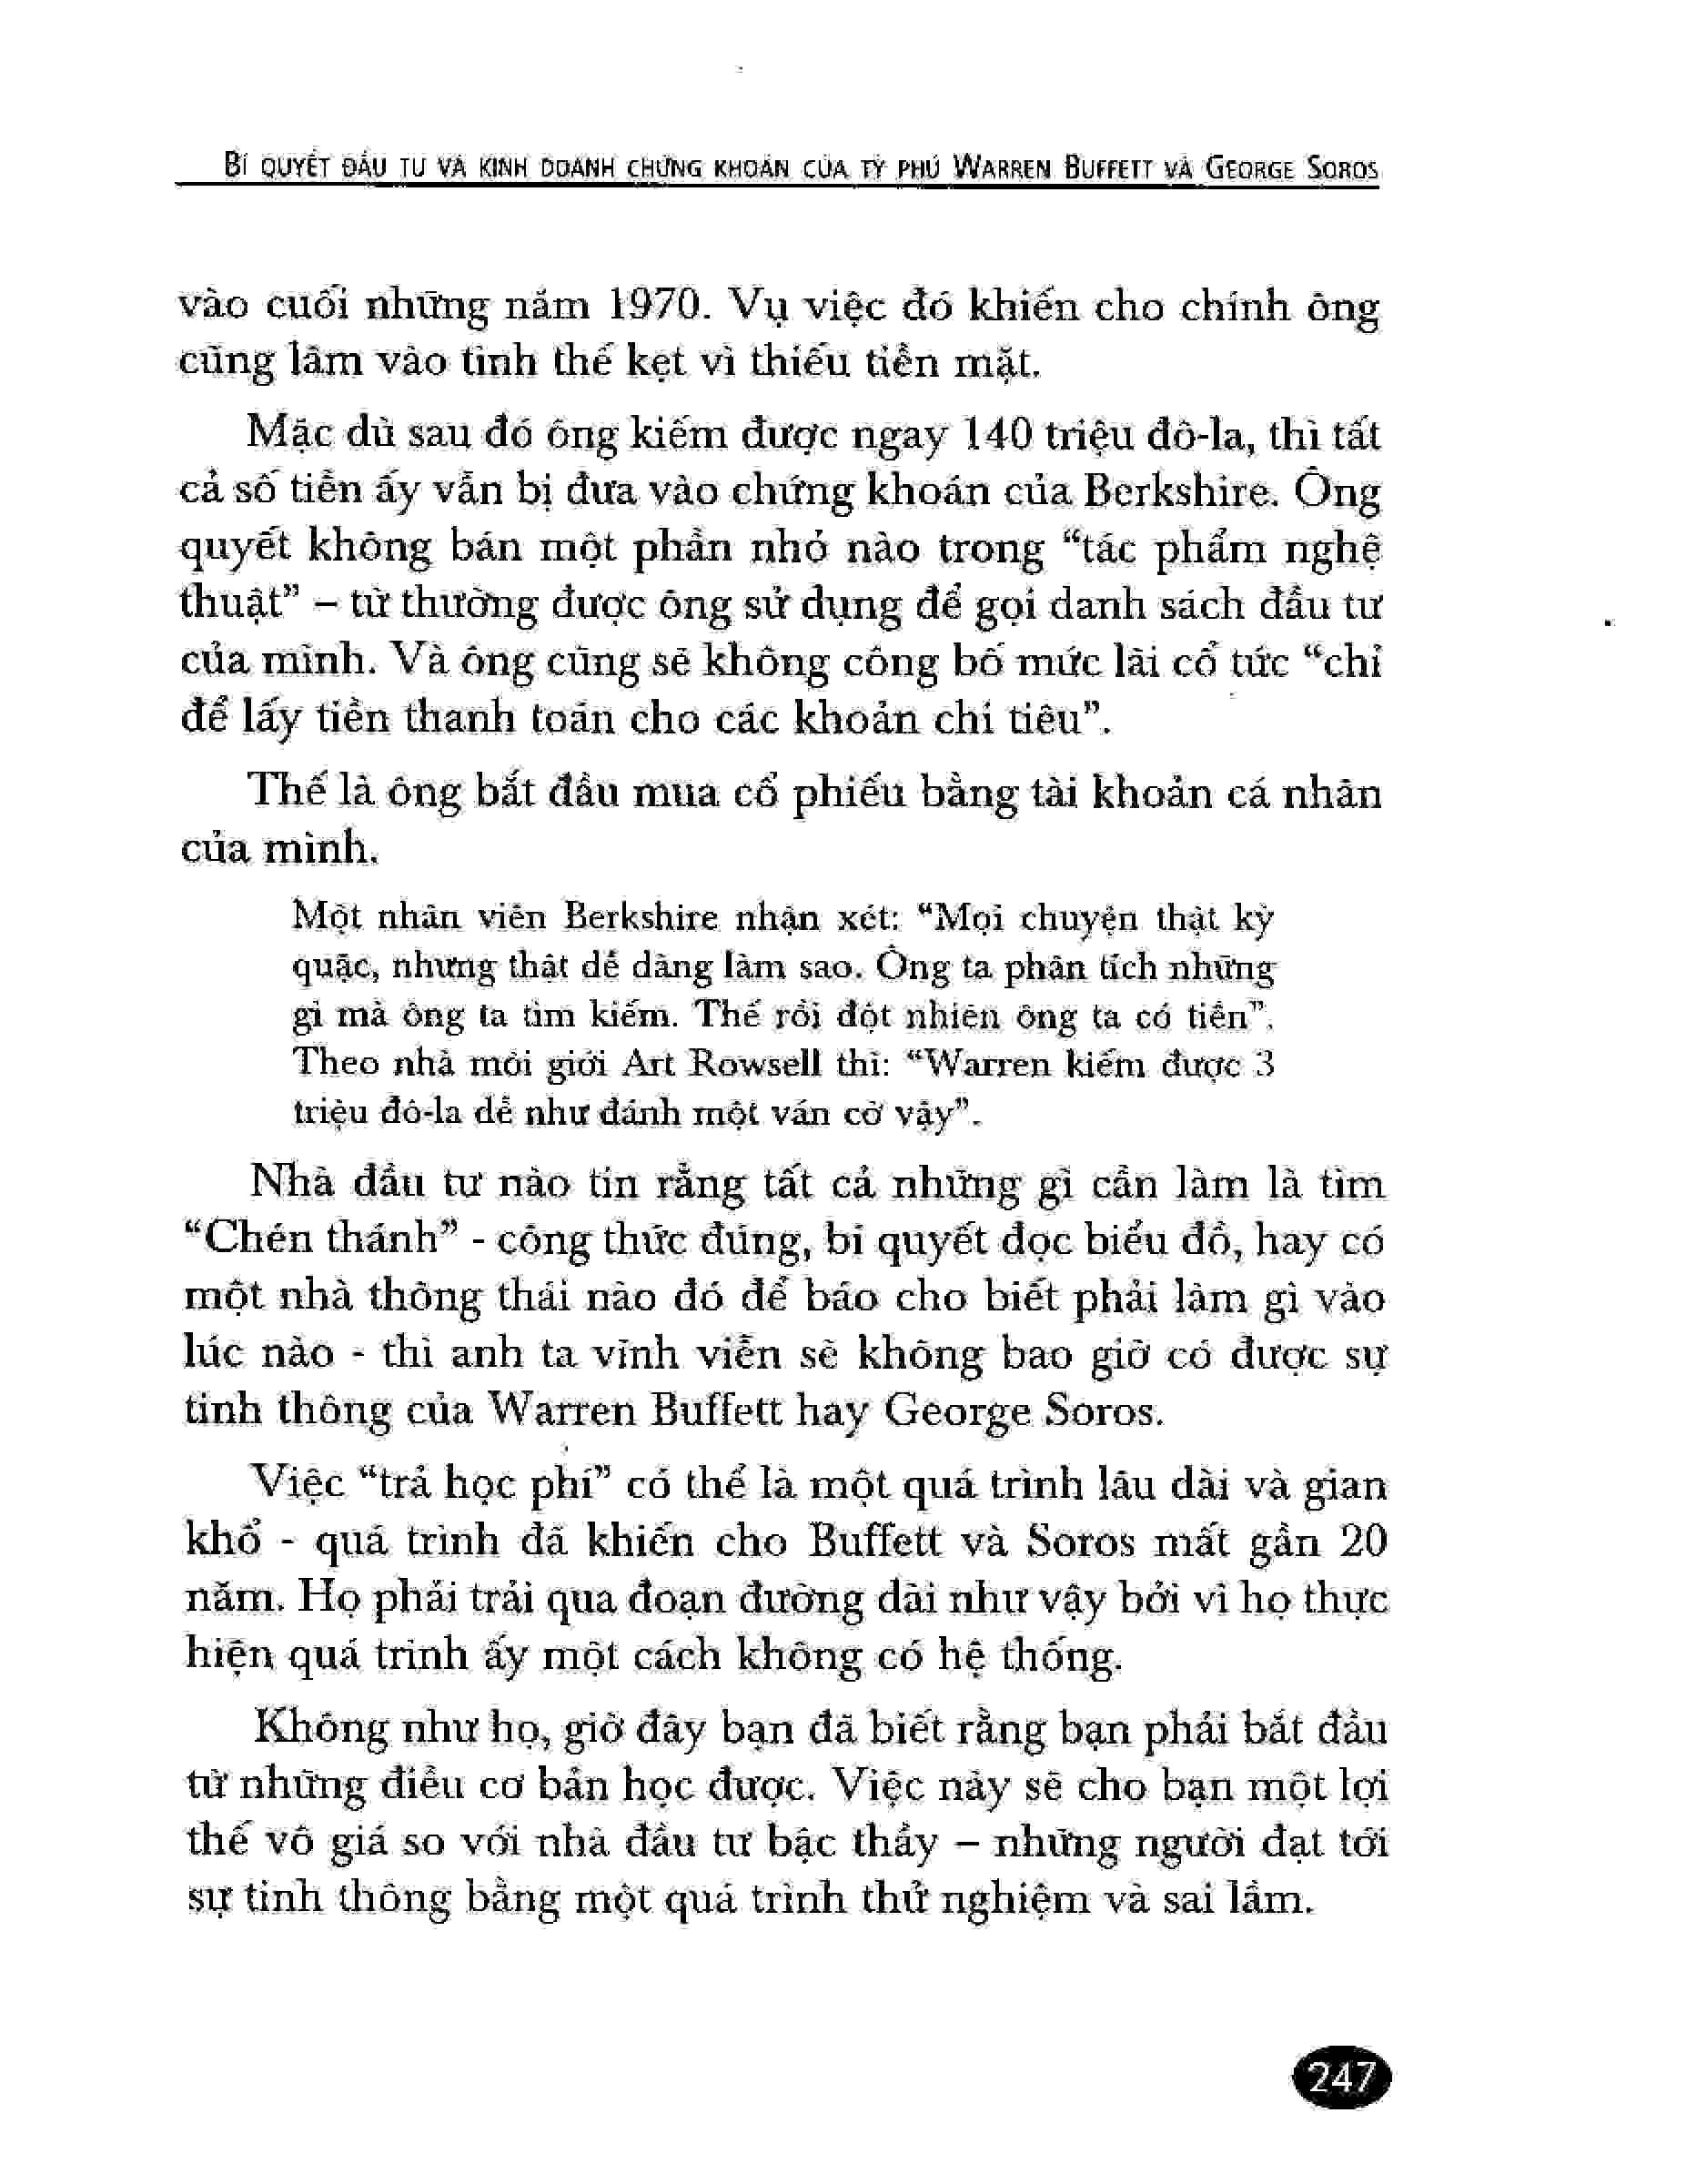 BÍ QUYẾT ĐẦU TƯ VÀ KINH DOANH CHỨNG KHOÁN CỦA TỶ PHÚ WARREN BUFFETT VÀ GEORGE SOROS
vào cuối những năm 1970. Vụ việc đó khiến cho chính ông
cũng lâm vào tình thế kẹt vì thiếu tiền mặt.
Mặc dù sau đó ông kiếm được ngay 140 triệu đô-la, thì tất
cả số tiền ấy vẫn bị đưa vào chứng khoán của Berkshire. Ông
quyết không bán một phần nhỏ nào trong “tác phẩm nghệ
thuật” – từ thường được ông sử dụng để gọi danh sách đầu tư
của mình. Và ông cũng sẽ không công bố mức lãi cổ tức “chỉ
để lấy tiền thanh toán cho các khoản chi tiêu”.
Thế là ông bắt đầu mua cổ phiếu bằng tài khoản cá nhân
của mình.
Một nhân viên Berkshire nhận xét: “Mọi chuyện thật kỳ
quặc, nhưng thật dễ dàng làm sao. Ông ta phân tích những
gì mà ông ta tìm kiếm. Thế rồi đột nhiên ông ta có tiền”.
Theo nhà môi giới Art Rowsell thì: “Warren kiếm được 3
triệu đô-la dễ như đánh một ván cờ vậy”.
Nhà đầu tư nào tin rằng tất cả những gì cần làm là tìm
“Chén thánh” - công thức đúng, bí quyết đọc biểu đồ, hay có
một nhà thông thái nào đó để báo cho biết phải làm gì vào
lúc nào - thì anh ta vĩnh viễn sẽ không bao giờ có được sự
tinh thông của Warren Buffett hay George Soros.
Việc “trả học phí” có thể là một quá trình lâu dài và gian
khổ - quá trình đã khiến cho Buffett và Soros mất gần 20
năm. Họ phải trải qua đoạn đường dài như vậy bởi vì họ thực
hiện quá trình ấy một cách không có hệ thống.
Không như họ, giờ đây bạn đã biết rằng bạn phải bắt đầu
từ những điều cơ bản học được. Việc này sẽ cho bạn một lợi
thế vô giá so với nhà đầu tư bậc thầy – những người đạt tới
sự tinh thông bằng một quá trình thử nghiệm và sai lầm.
247